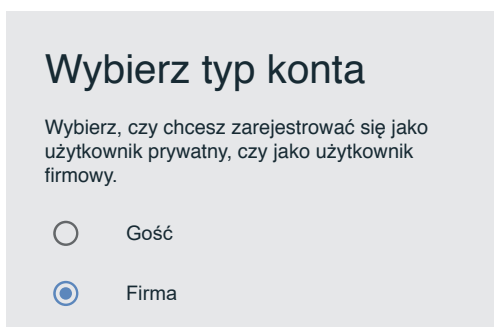 Wybierz typ konta
Wybierz, czy chcesz zarejestrować się jako
użytkownik prywatny, czy jako użytkownik
firmowy.
Gość
Firma